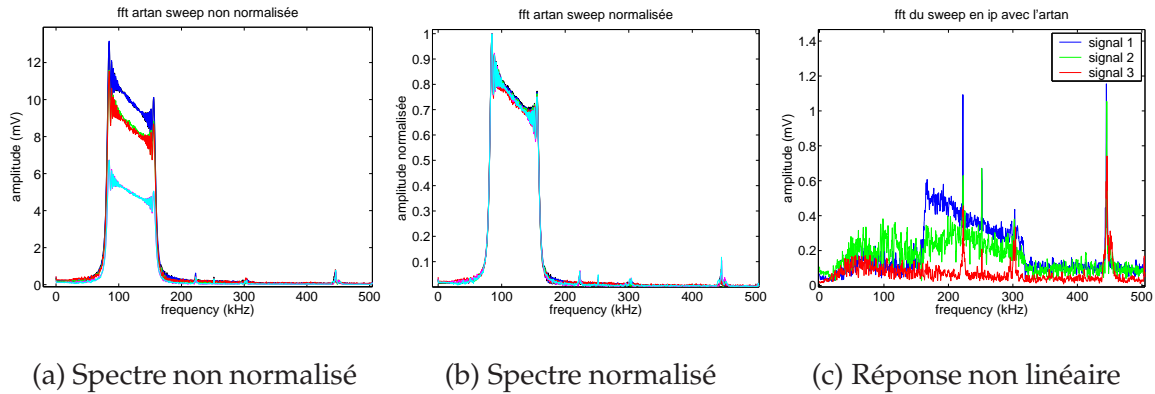 fft artan sweep non normalisée
12
10
8
6
4
2
0
0 100 200 300 400 500
amplitude (mV)
frequency (kHz)
(a) Spectre non normalisé
fft artan sweep normalisée
1
0.9
0.8
0.7
0.6
0.5
0.4
0.3
0.2
0.1
0 100 200 300 400 500
amplitude normalisée
frequency (kHz)
(b) Spectre normalisé
fft du sweep en ip avec l'artan
signal 1
signal 2
signal 3
1.4
1.2
1
0.8
0.6
0.4
0.2
0
0 100 200 300 400 500
amplitude (mV)
frequency (kHz)
(c) Réponse non linéaire